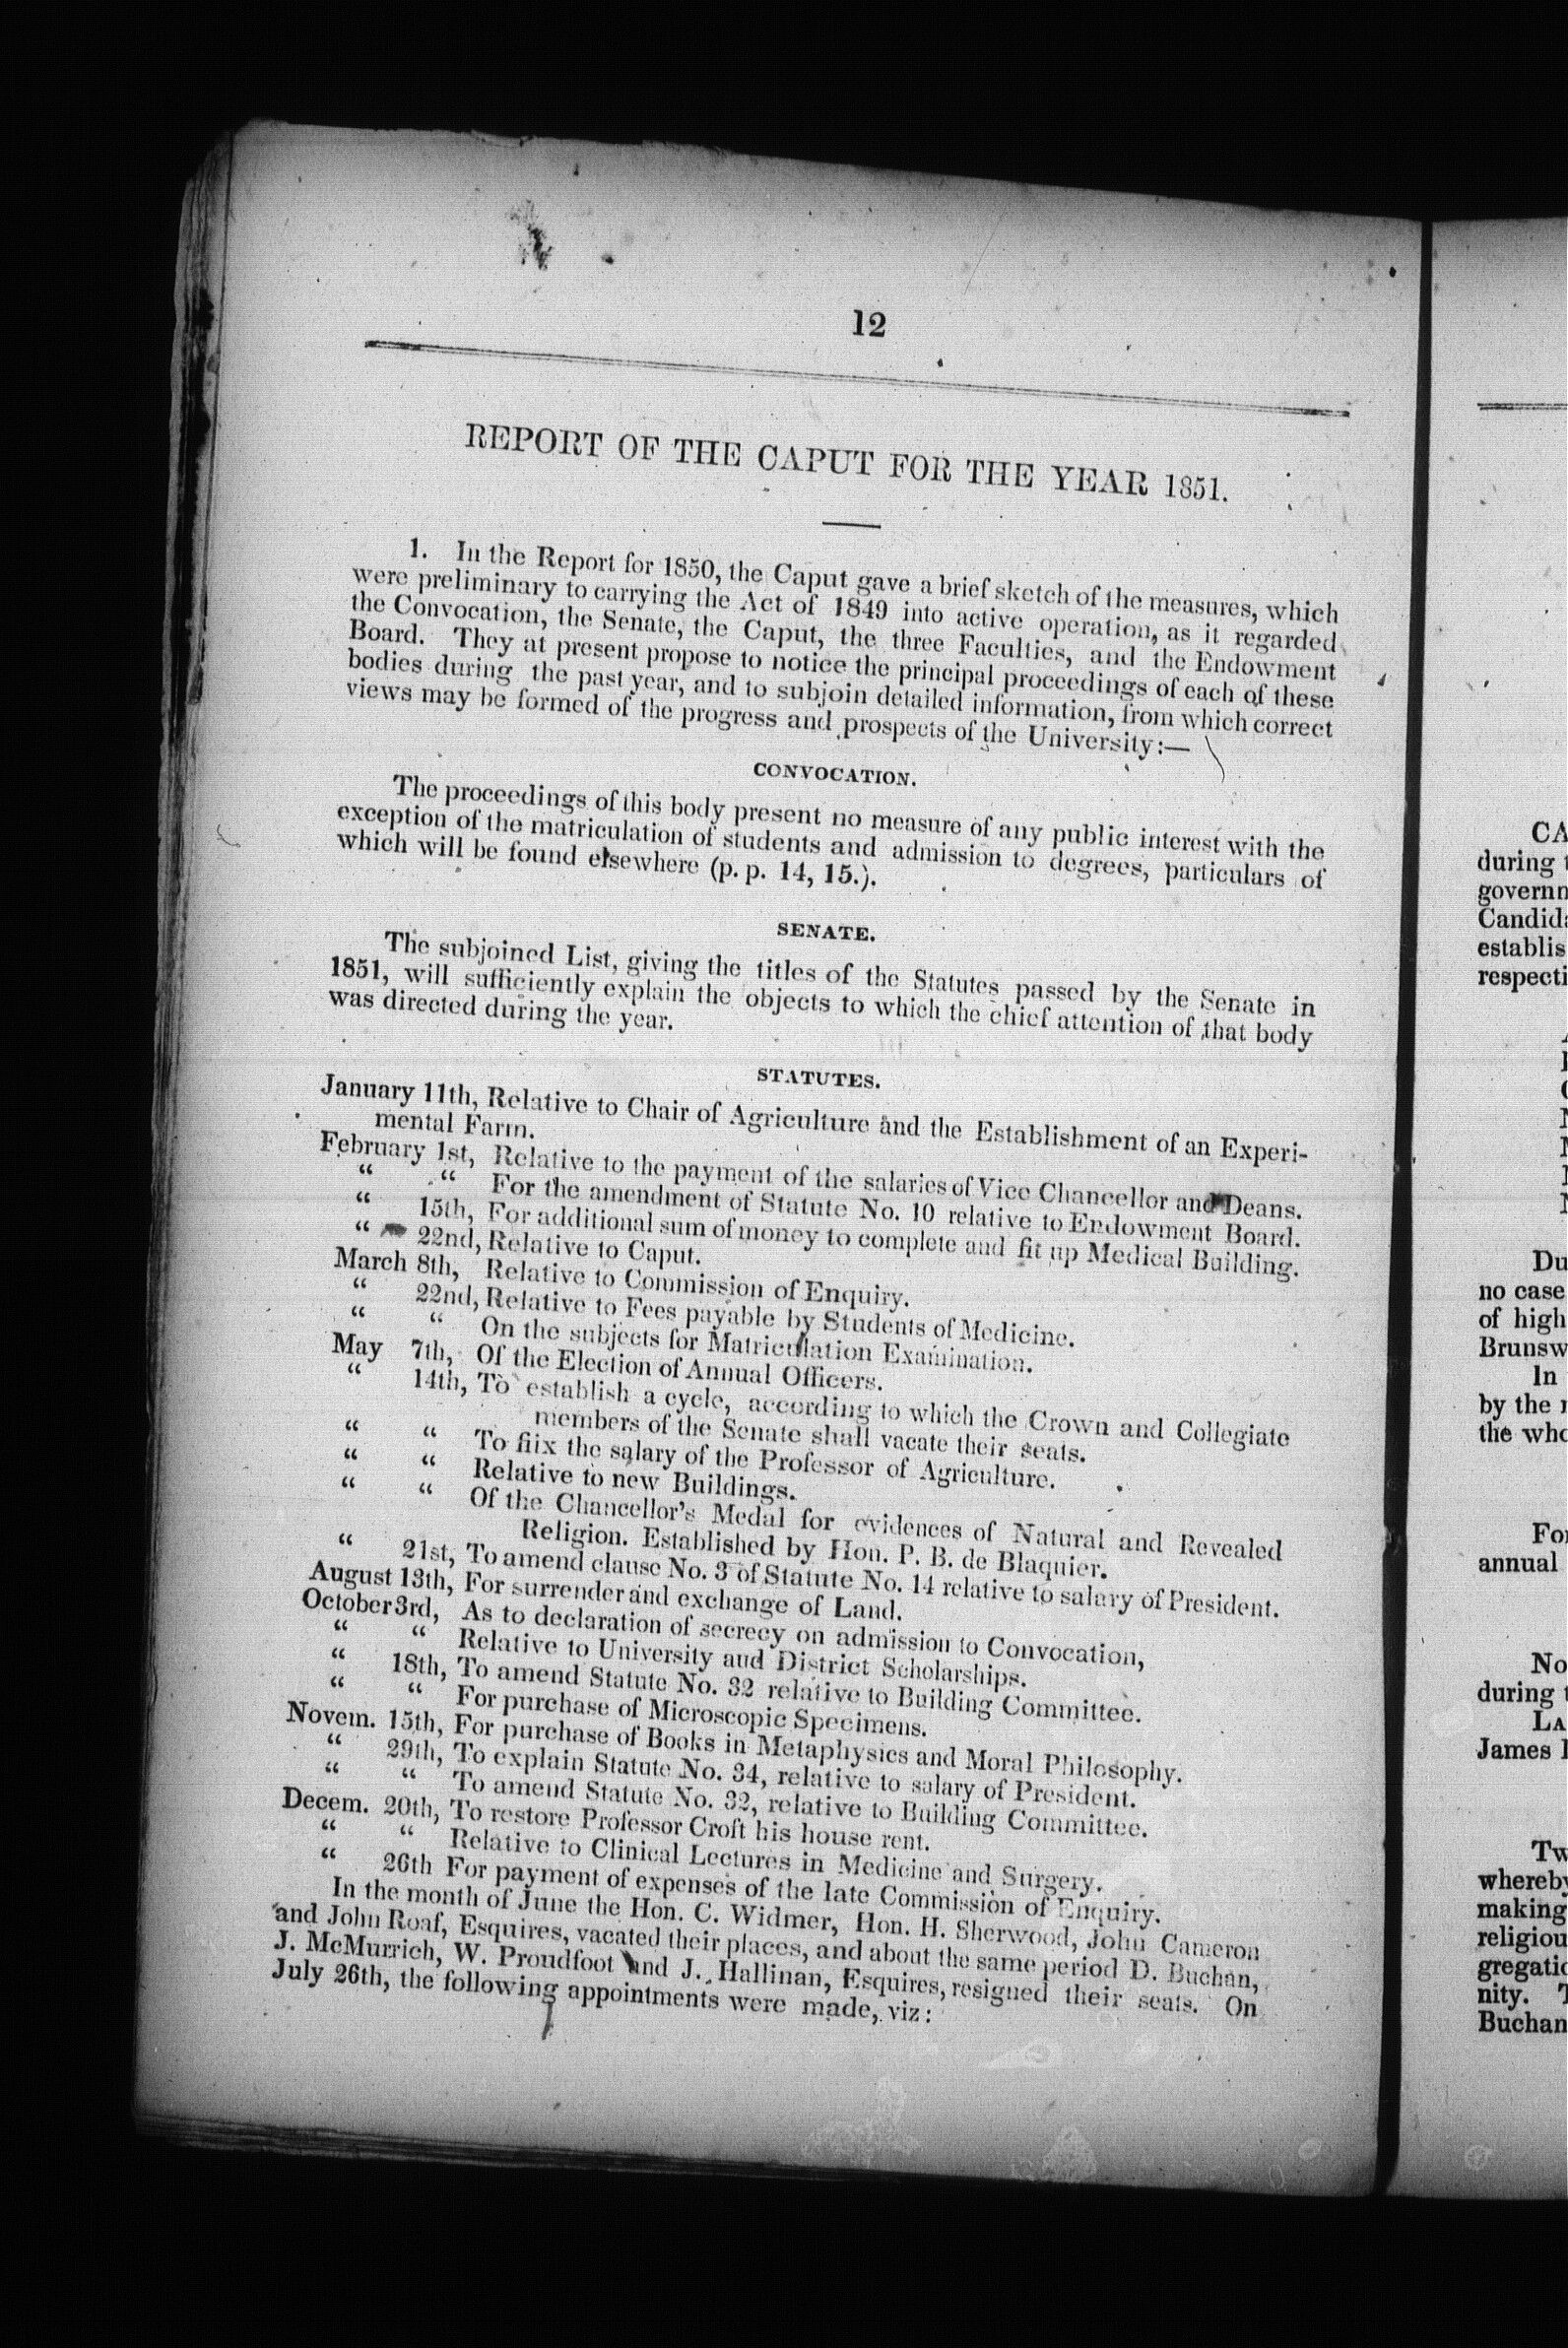 12
REPORT OF THE CAPUT FOR THE YEAR 1851.
1. In the Report for 1850, the Caput gave a brief sketch of the measures, which
were preliminary to carrying the Act of 1849 into active operation, as it regarded
the Convocation, the Senate, the Caput, the three Faculties, and the Endowment
Board. They at present propose to notice the principal proceedings of each of these
bodies during the past year, and to subjoin detailed information, from which correct
views may be formed of the progress and prospects of the University:—
CONVOCATION.
The proceedings of this body present no measure of any public interest with the
exception of the matriculation of students and admission to degrees, particulars of
which will be found elsewhere (p. p. 14, 15.).
SENATE.
The subjoined List, giving the titles of the Statutes passed by the Senate in
1851, will sufficiently explain the objects to which the chief attention of that body
was directed during the year.
STATUTES.
January 11th, Relative to Chair of Agriculture and the Establishment of an Experi-
mental Farm.
February 1st, Relative to the payment of the salaries of Vice Chancellor and Deans.
“ “ For the amendment of Statute No. 10 relative to Endowment Board.
“ 15th, For additional sum of money to complete and fit up Medical Building.
“ 22nd, Relative to Caput.
March 8th, Relative to Commission of Enquiry.
“ 22nd, Relative to Fees payable by Students of Medicine.
“ “ On the subjects for Matriculation Examination.
May 7th, Of the Election of Annual Officers.
“ 14th, To establish a cycle, according to which the Crown and Collegiate
members of the Senate shall vacate their seats.
“ “ To fiix the salary of the Professor of Agriculture.
“ “ Relative to new Buildings.
“ “ Of the Chancellor's Medal for evidences of Natural and Revealed
Religion. Established by Hon. P. B. de Blaquier.
“ 21st, To amend clause No. 3 of Statute No. 14 relative to salary of President.
August 13th, For surrender and exchange of Land.
October 3rd, As to declaration of secrecy on admission to Convocation,
“ “ Relative to University and District Scholarships.
“ 18th, To amend Statute No. 32 relative to Building Committee.
“ “ For purchase of Microscopic Specimens.
Novem. 15th, For purchase of Books in Metaphysics and Moral Philosophy.
“ 29th, To explain Statute No. 34, relative to salary of President.
“ “ To amend Statute No. 32, relative to Building Committee.
Decem. 20th, To restore Professor Croft his house rent.
“ “ Relative to Clinical Lectures in Medicine and Surgery.
“ 26th For payment of expenses of the late Commission of Enquiry.
In the month of June the Hon. C. Widmer, Hon. H. Sherwood, John Cameron
and John Roaf, Esquires, vacated their places, and about the same period D. Buchan,
J. McMurrich, W. Proudfoot and J. Hallinan, Esquires, resigned their seats. On
July 26th, the following appointments were made, viz:
CA
during
governm
Candid
establis
respecti
Du
no case
of high
Brunsw
In
by the
the who
For
annual
No
during
LA
James
Tw
whereby
making
religiou
gregatio
nity.
Buchan